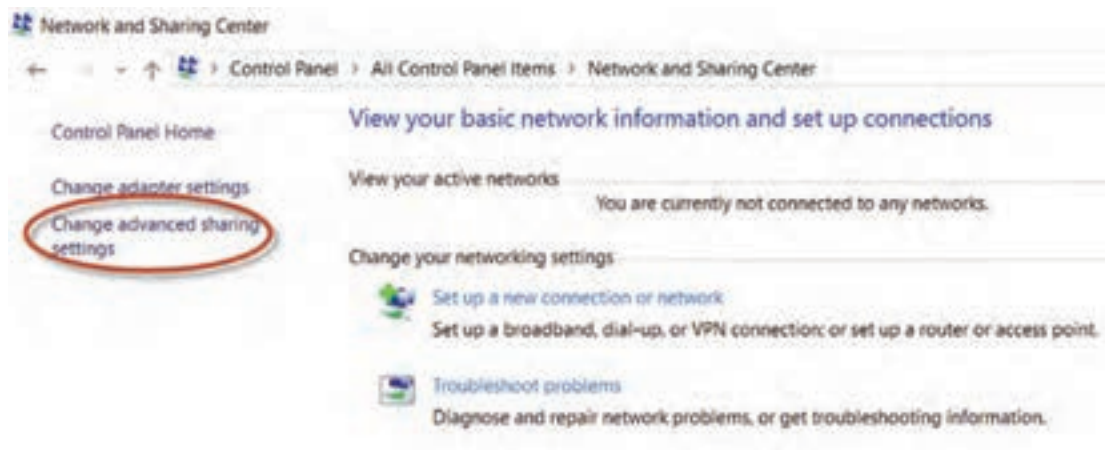 Network and Sharing Center
Control Panel > All Control Panel Items > Network and Sharing Center
Control Panel Home
Change adapter settings
Change advanced sharing
settings
View your basic network information and set up connections
View your active networks
You are currently not connected to any networks.
Change your networking settings
Set up a new connection or network
Set up a broadband, dial-up, or VPN connection; or set up a router or access point.
Troubleshoot problems
Diagnose and repair network problems, or get troubleshooting information.